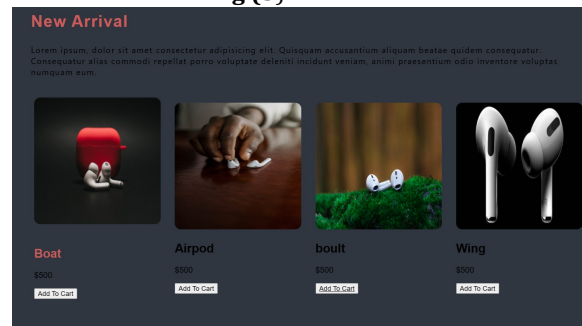 New Arrival
Lorem ipsum, dolor sit amet consectetur adipisicing elit. Quisquam accusantium aliquam beatae quidem consequatur.
Consequatur alias commodi repellat porro voluptate deleniti incidunt veniam, animi praesentium odio inventore voluptas
numquam eum.
Boat
Airpod
boult
Wing
$500
$500
$500
$500
Add To Cart
Add To Cart
Add To Cart
Add To Cart